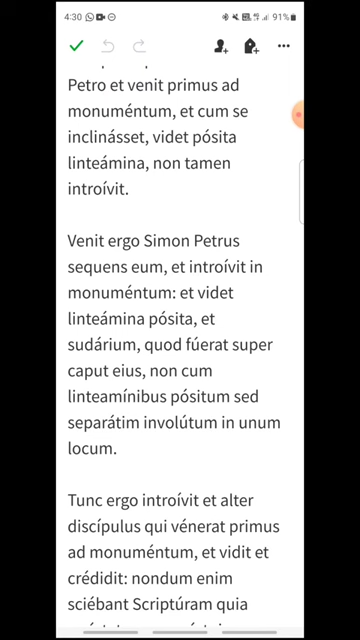 4:30
91%
Petro et venit primus ad
monuméntum, et cum se
inclinásset, videt pósita
linteámina, non tamen
introívit.
Venit ergo Simon Petrus
sequens eum, et introívit in
monuméntum: et videt
linteámina pósita, et
sudárium, quod fúerat super
caput eius, non cum
linteamínibus pósitum sed
separátim involútum in unum
locum.
Tunc ergo introívit et alter
discípulus qui vénerat primus
ad monuméntum, et vidit et
crédidit: nondum enim
sciébant Scriptúram quia